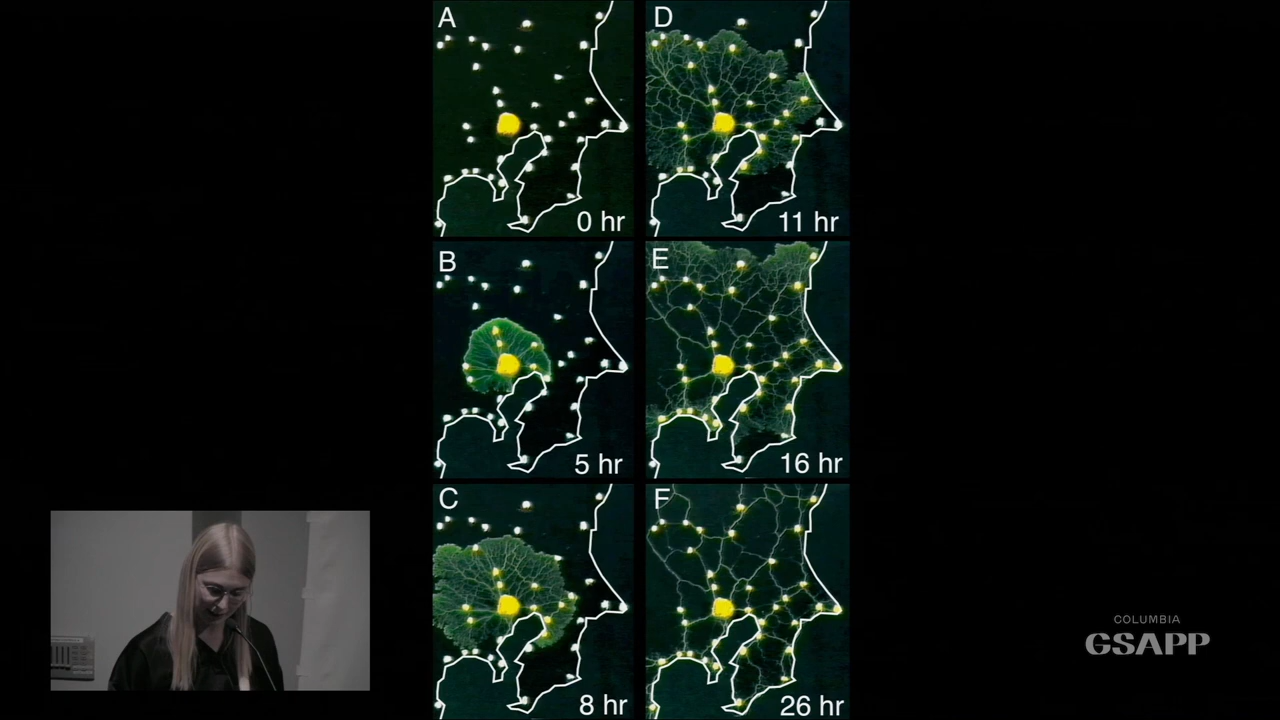 A
0 hr
B
5 hr
C
8 hr
D
11 hr
E
16 hr
F
26 hr
COLUMBIA
GSAPP